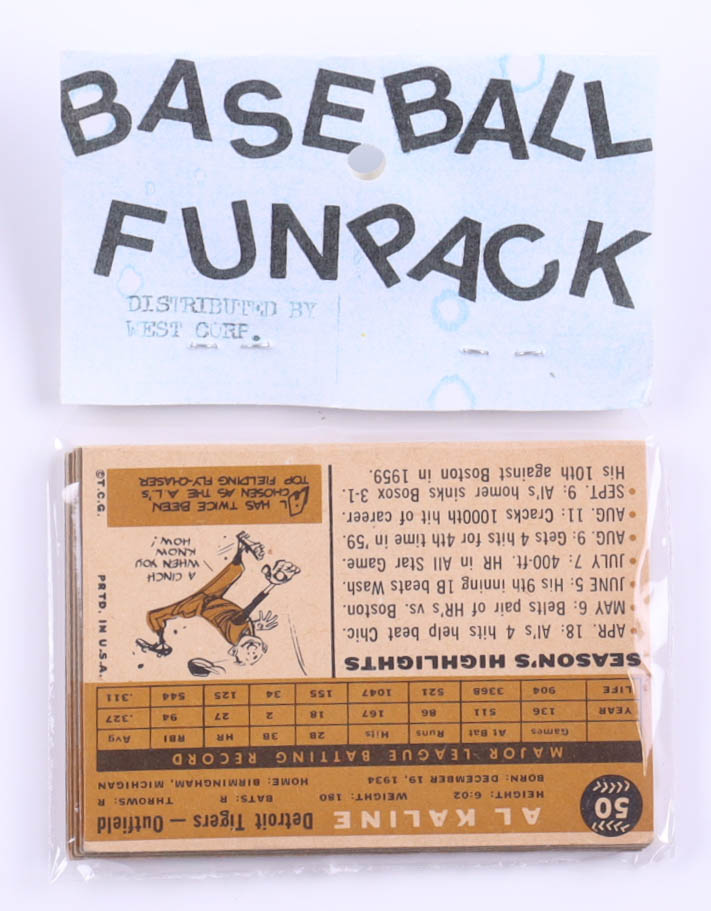 BASEBALL
FUNPACK
DISTRIBUTED BY
WEST CORP.
50
AL KALINE
Detroit Tigers — Outfield
HEIGHT: 6:02 WEIGHT: 180 BATS: R THROWS: R
BORN: DECEMBER 19, 1934 HOME: BIRMINGHAM, MICHIGAN
MAJOR LEAGUE BATTING RECORD
Games At Bat Runs Hits 2B 3B HR RBI Avg
YEAR 136 511 86 167 18 2 27 94 .327
LIFE 904 3368 521 1047 155 34 125 544 .311
SEASON'S HIGHLIGHTS
• APR. 18: Al's 4 hits help beat Chic.
• MAY 6: Belts pair of HR's vs. Boston.
• JUNE 5: His 9th inning 1B beats Wash.
• JULY 7: 400-ft. HR in All Star Game.
• AUG. 9: Gets 4 hits for 4th time in '59.
• AUG. 11: Cracks 1000th hit of career.
• SEPT. 9: Al's homer sinks Bosox 3-1.
His 10th against Boston in 1959.
A CINCH
WHEN YOU
KNOW
HOW!
AL HAS TWICE BEEN
CHOSEN AS THE A.L'S
TOP FIELDING FLY-CHASER
©T.C.G.
PRTD. IN U.S.A.